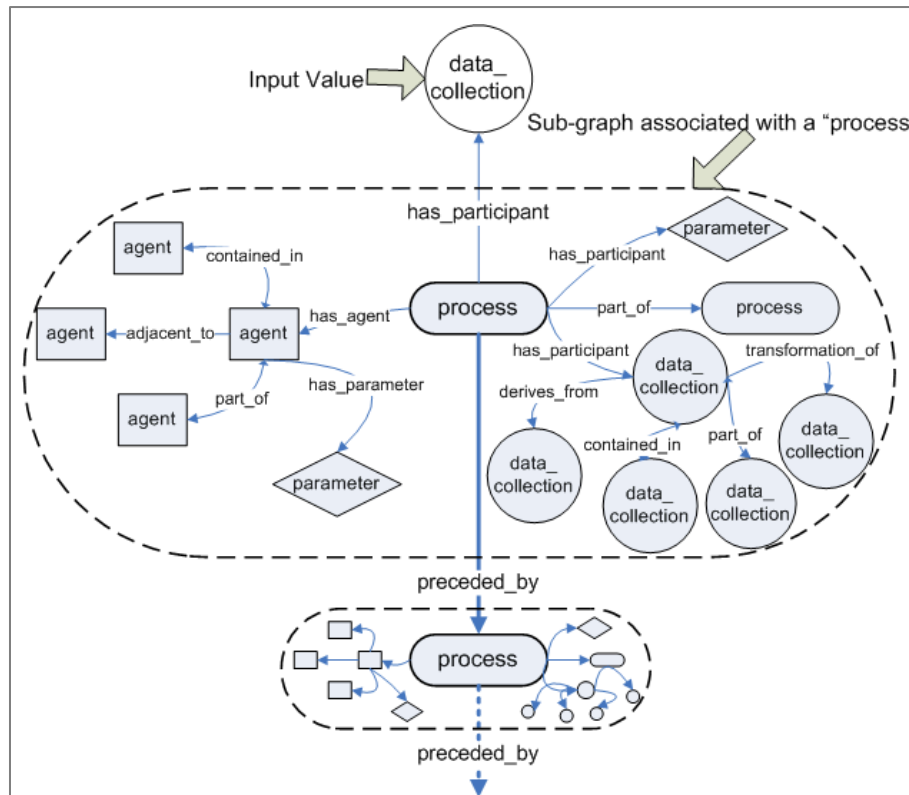 Input Value
data_
collection
Sub-graph associated with a "process
has_participant
agent
contained_in
parameter
has_participant
agent
adjacent_to
agent
has_agent
process
part_of
process
has_participant
data_
collection
transformation_of
part_of
has_parameter
derives_from
agent
contained_in
part_of
data_
collection
data_
collection
data_
collection
data_
collection
parameter
preceded_by
process
preceded_by